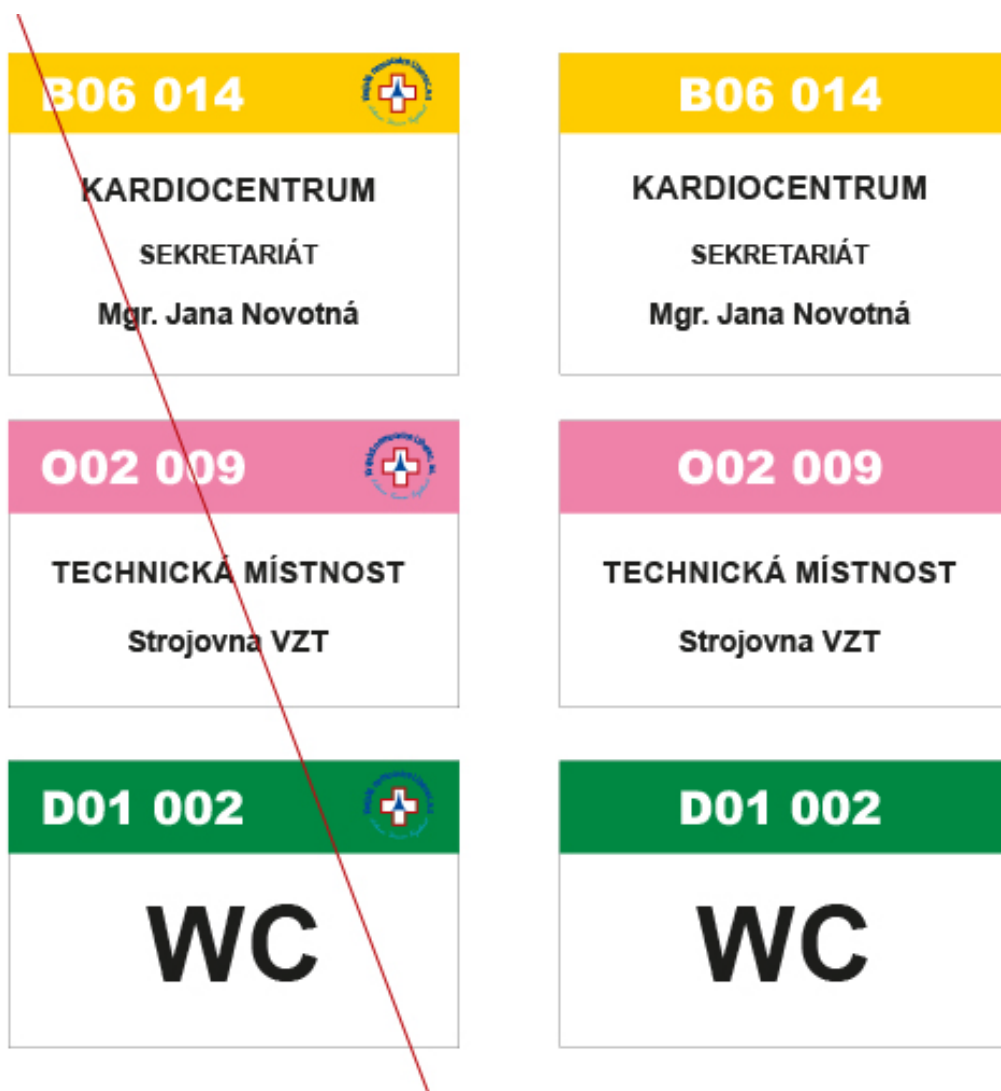 B06 014
KARDIOCENTRUM
SEKRETARIÁT
Mgr. Jana Novotná
B06 014
KARDIOCENTRUM
SEKRETARIÁT
Mgr. Jana Novotná
O02 009
TECHNICKÁ MÍSTNOST
Strojovna VZT
O02 009
TECHNICKÁ MÍSTNOST
Strojovna VZT
D01 002
WC
D01 002
WC